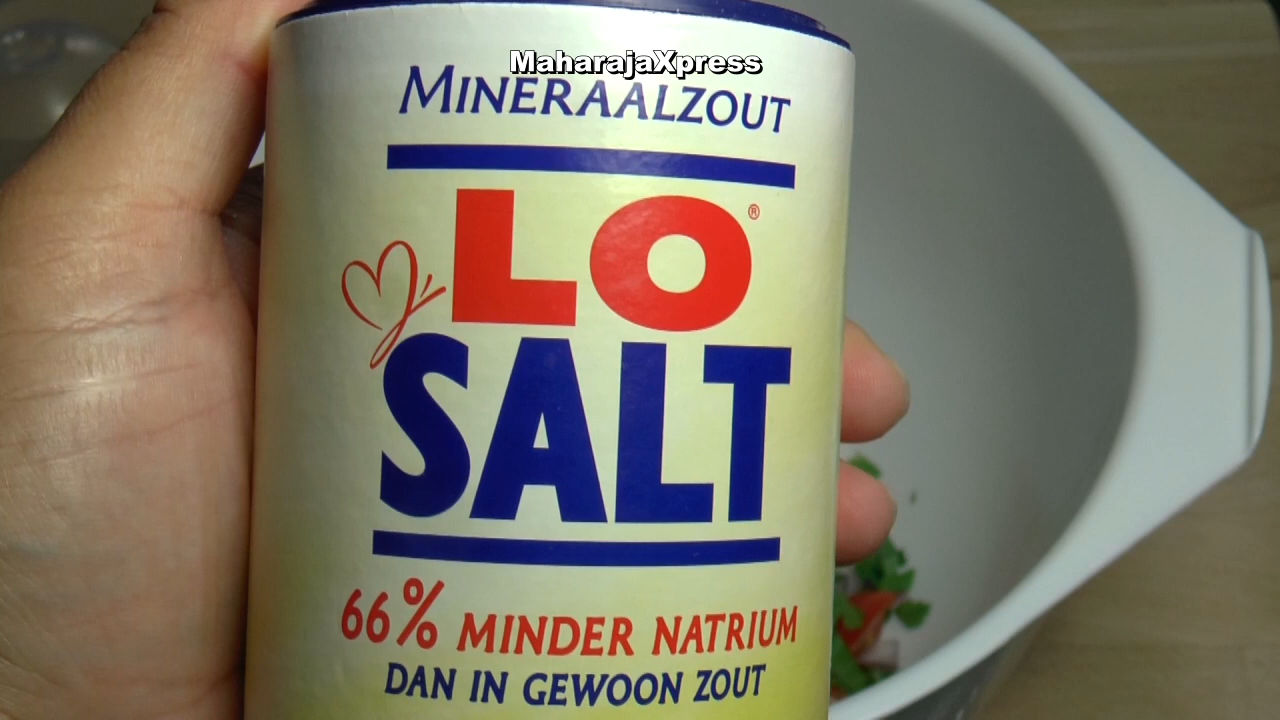 MaharajaXpress
MINERAALZOUT
LO®
SALT
66% MINDER NATRIUM
DAN IN GEWOON ZOUT